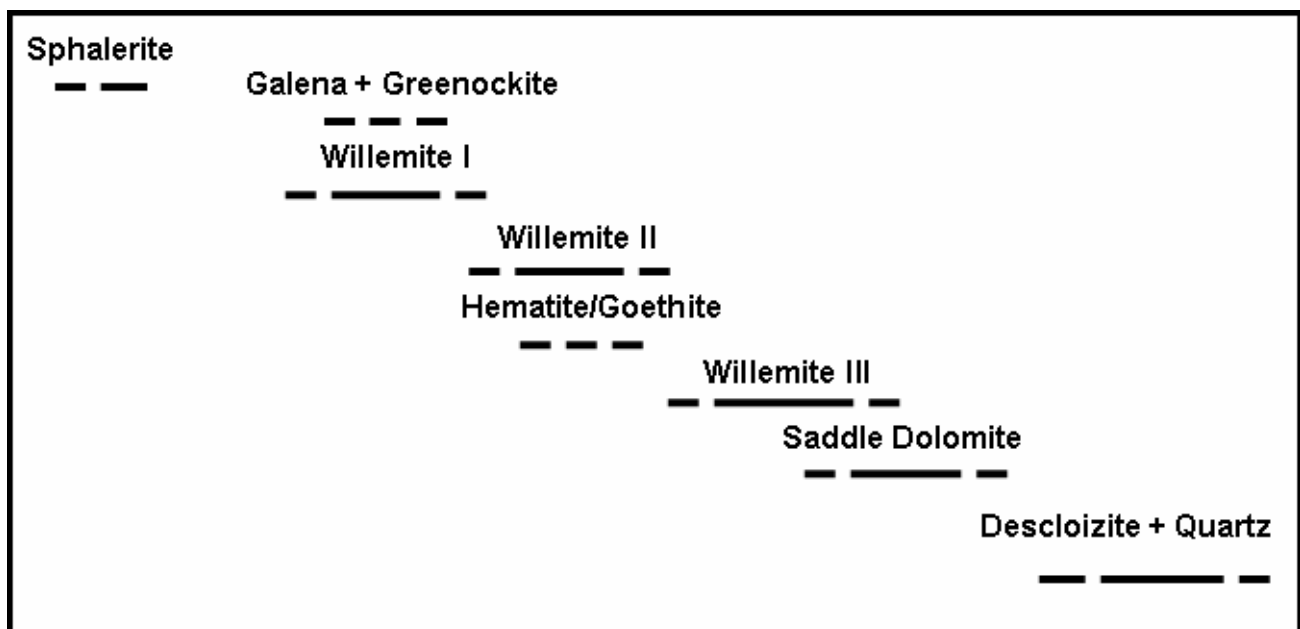 Sphalerite
Galena + Greenockite
Willemite I
Willemite II
Hematite/Goethite
Willemite III
Saddle Dolomite
Descloizite + Quartz